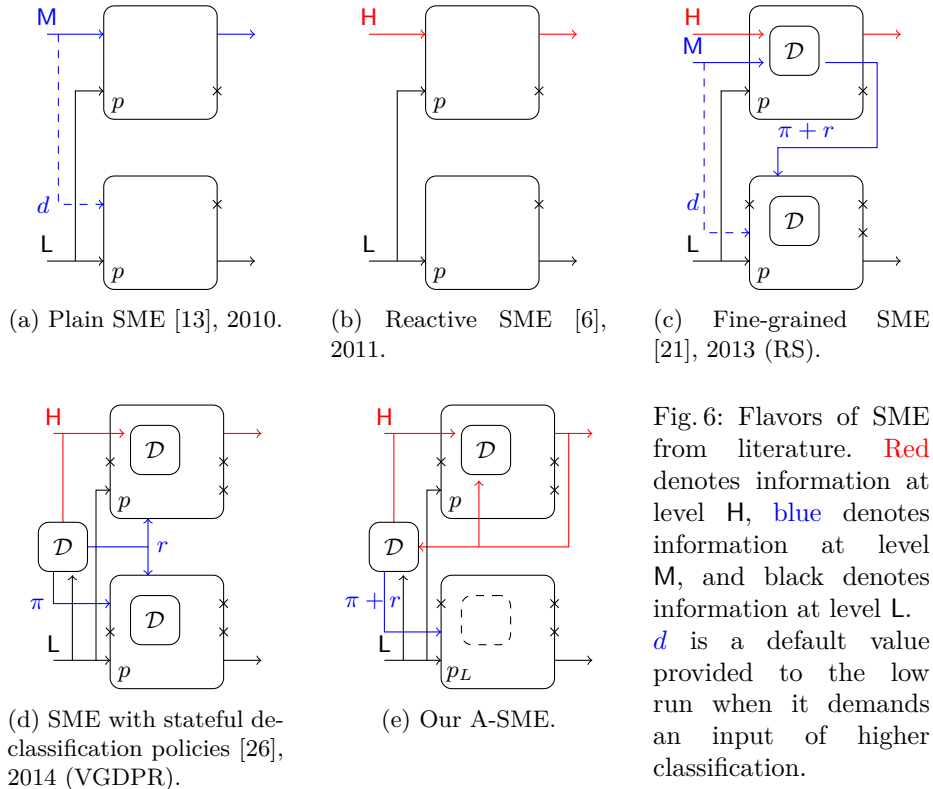 M
p
d
L
p
(a) Plain SME [13], 2010.
H
p
L
p
(b) Reactive SME [6],
2011.
H
M
𝒟
p
π + r
d
𝒟
L
p
(c) Fine-grained SME
[21], 2013 (RS).
H
𝒟
p
𝒟
r
π
𝒟
L
p
(d) SME with stateful de-
classification policies [26],
2014 (VGDPR).
H
𝒟
p
𝒟
π + r
L
p_L
(e) Our A-SME.
Fig. 6: Flavors of SME
from literature. Red
denotes information at
level H, blue denotes
information at level
M, and black denotes
information at level L.
d is a default value
provided to the low
run when it demands
an input of higher
classification.